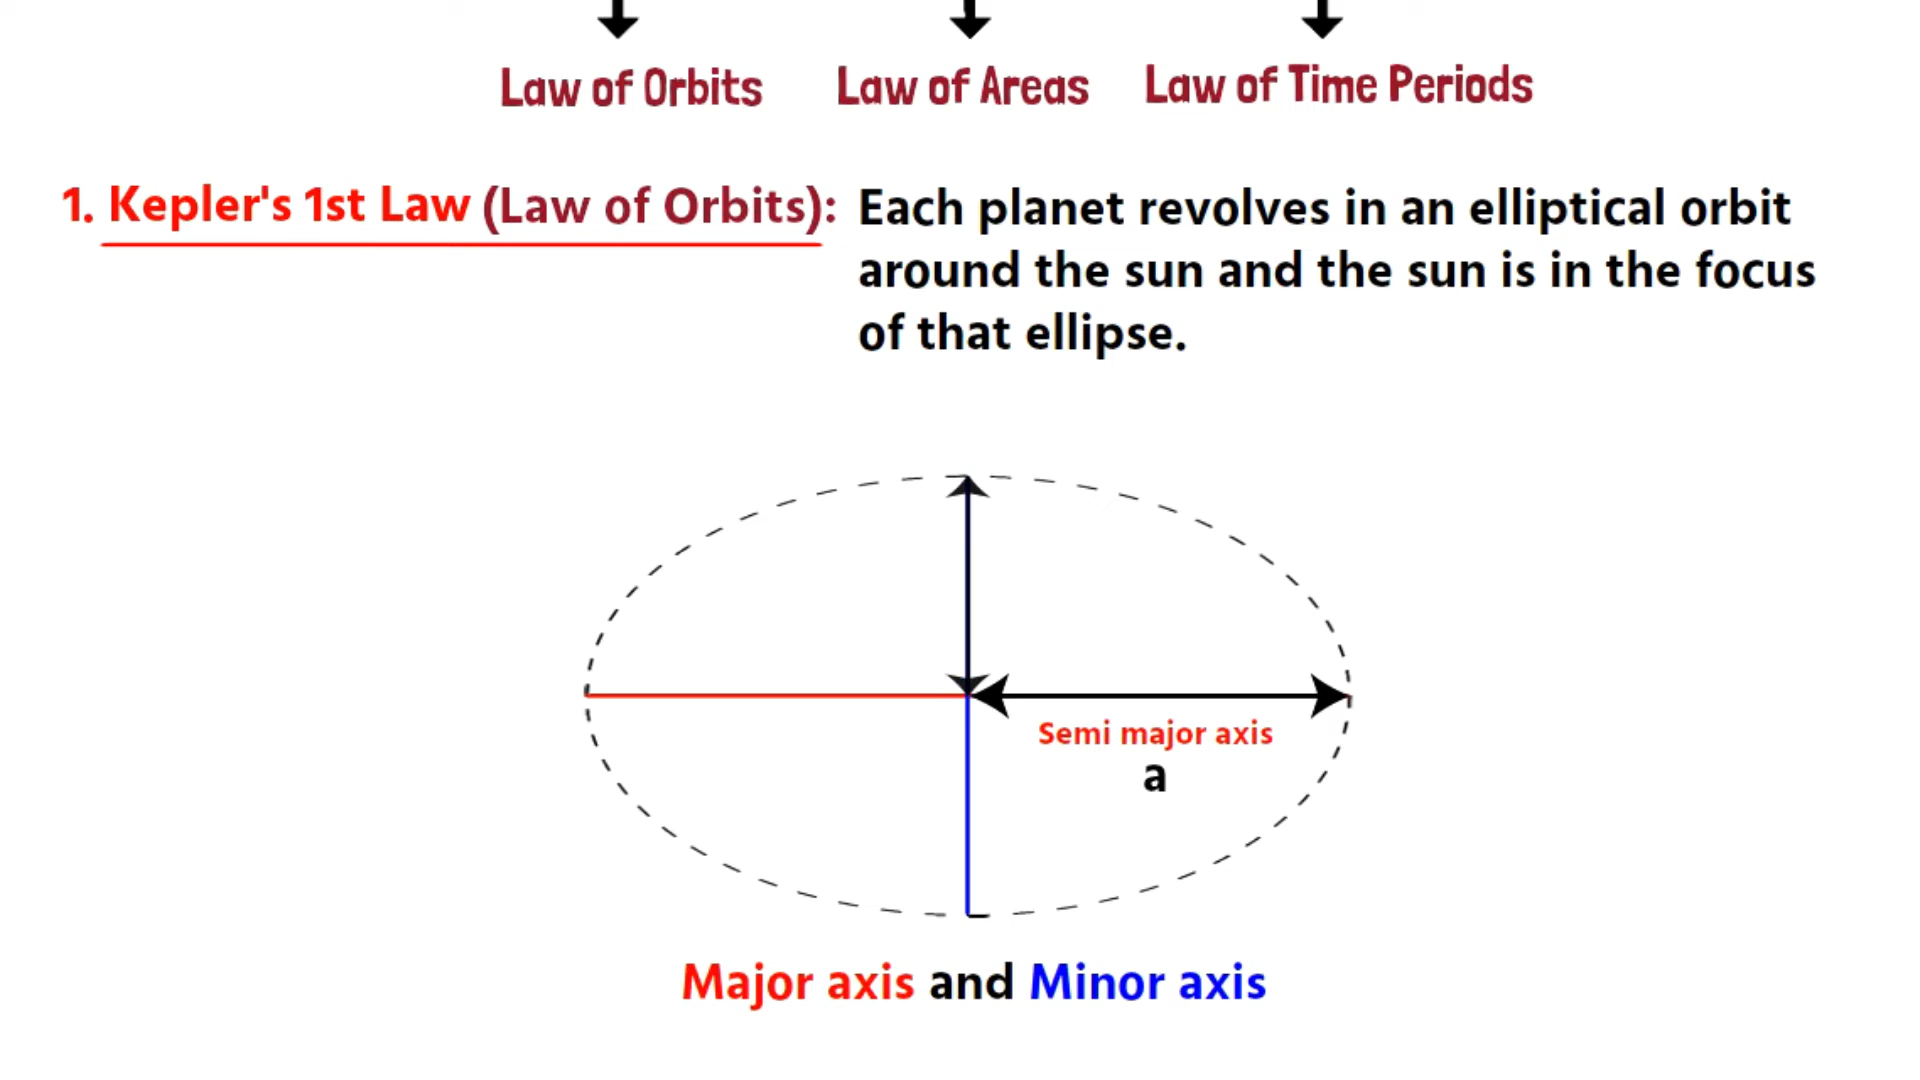 Law of Orbits Law of Areas Law of Time Periods
1. Kepler's 1st Law (Law of Orbits): Each planet revolves in an elliptical orbit
around the sun and the sun is in the focus
of that ellipse.
Semi major axis
a
Major axis and Minor axis